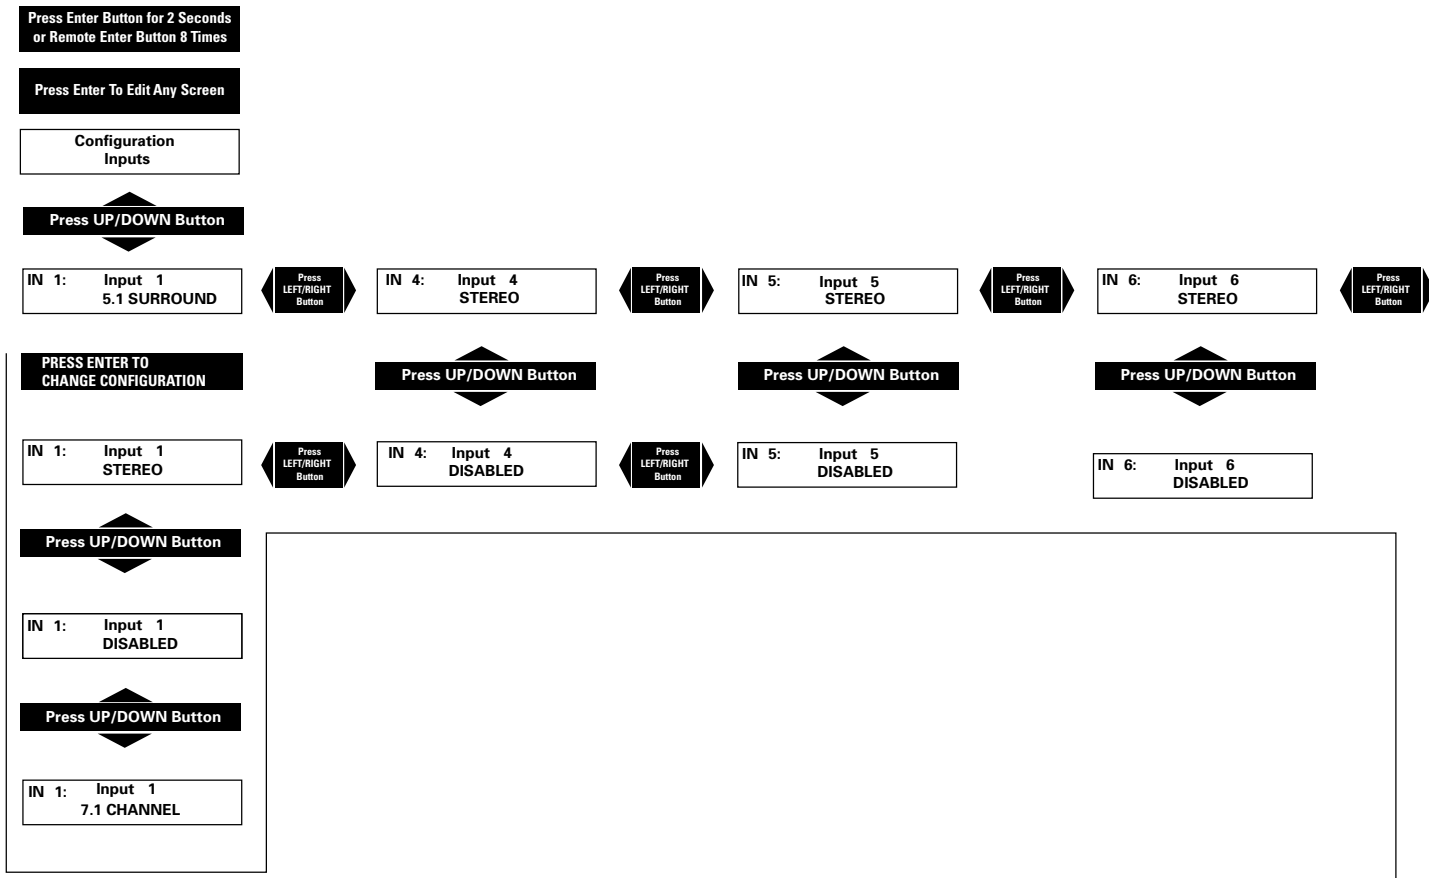 Press Enter Button for 2 Seconds
or Remote Enter Button 8 Times
Press Enter To Edit Any Screen
Configuration
Inputs
Press UP/DOWN Button
IN 1: Input 1
5.1 SURROUND
Press
LEFT/RIGHT
Button
IN 4: Input 4
STEREO
Press
LEFT/RIGHT
Button
IN 5: Input 5
STEREO
Press
LEFT/RIGHT
Button
IN 6: Input 6
STEREO
Press
LEFT/RIGHT
Button
PRESS ENTER TO
CHANGE CONFIGURATION
Press UP/DOWN Button
Press UP/DOWN Button
Press UP/DOWN Button
IN 1: Input 1
STEREO
Press
LEFT/RIGHT
Button
IN 4: Input 4
DISABLED
Press
LEFT/RIGHT
Button
IN 5: Input 5
DISABLED
IN 6: Input 6
DISABLED
Press UP/DOWN Button
IN 1: Input 1
DISABLED
Press UP/DOWN Button
IN 1: Input 1
7.1 CHANNEL